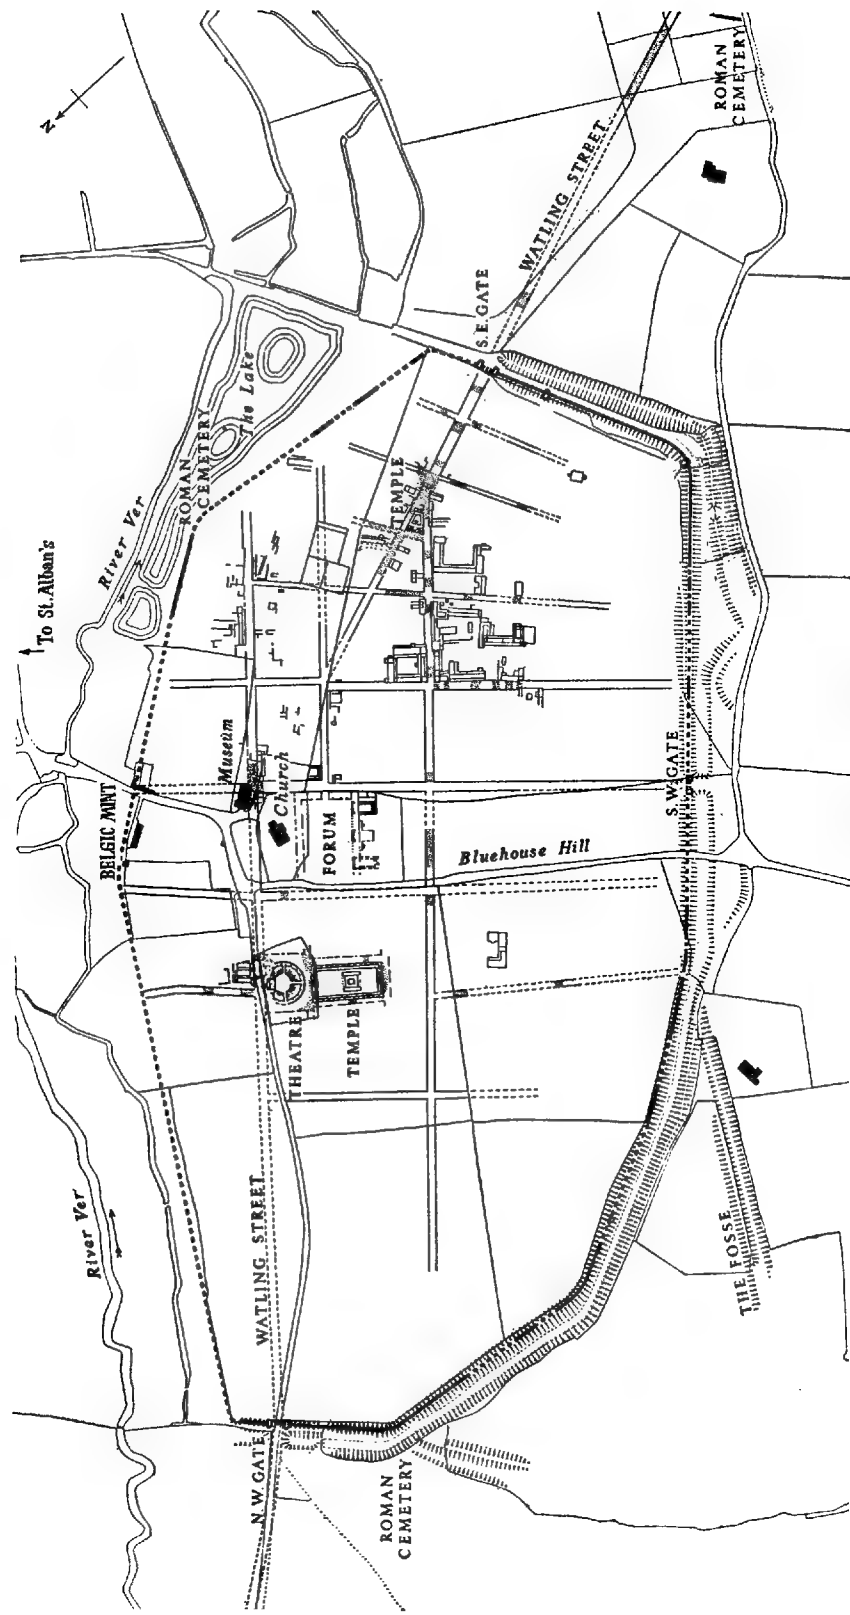 N
ROMAN
CEMETERY
WATLING STREET
S.E. GATE
The Lake
ROMAN
CEMETERY
River Ver
To St. Alban's
TEMPLE
Museum
Church
BELGIC MINT
FORUM
S.W. GATE
Bluehouse Hill
THEATRE
TEMPLE
River Ver
WATLING STREET
THE FOSSE
N.W. GATE
ROMAN
CEMETERY